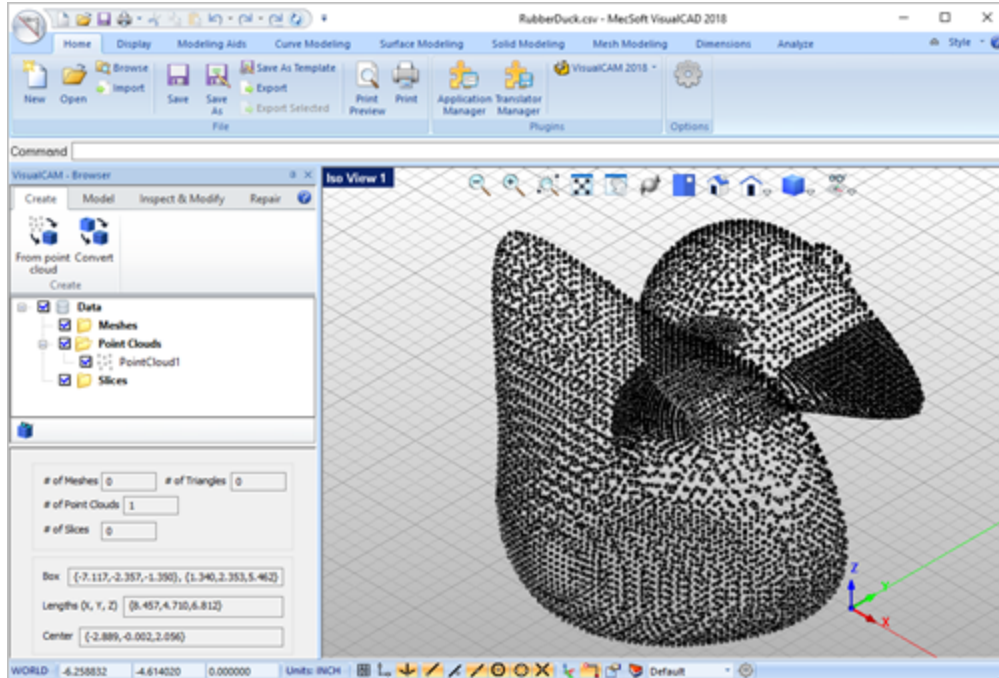 RubberDuck.csv - MecSoft VisualCAD 2018
Home Display Modeling Aids Curve Modeling Surface Modeling Solid Modeling Mesh Modeling Dimensions Analyze Style
Browse Save As Template VisualCAM 2018
Import Export
New Open Save Save As Export Selected Print Preview Print Application Manager Translator Manager
File Plugins Options
Command
VisualCAM - Browser
Iso View 1
Create Model Inspect & Modify Repair
From point cloud Convert
Create
Data
Meshes
Point Clouds
PointCloud1
Slices
# of Meshes 0 # of Triangles 0
# of Point Clouds 1
# of Slices 0
Box {-7.117,-2.357,-1.350}, {1.340,2.353,5.462}
Lengths (X, Y, Z) {8.457,4.710,6.812}
Center {-2.889,-0.002,2.056}
Z
Y
X
WORLD -6.258832 -4.614020 0.000000 Units: INCH Default